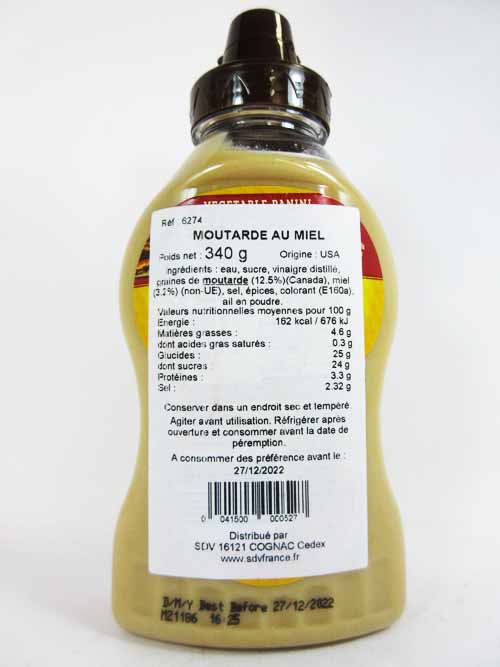 VEGETABLE PANINI
Réf : 6274
MOUTARDE AU MIEL
Poids net : 340 g Origine : USA
Ingrédients : eau, sucre, vinaigre distillé,
graines de moutarde (12.5%)(Canada), miel
(3.2%) (non-UE), sel, épices, colorant (E160a),
ail en poudre.
Valeurs nutritionnelles moyennes pour 100 g
Energie : 162 kcal / 676 kJ
Matières grasses : 4.6 g
dont acides gras saturés : 0.3 g
Glucides : 25 g
dont sucres : 24 g
Protéines : 3.3 g
Sel : 2.32 g
Conserver dans un endroit sec et tempéré
Agiter avant utilisation. Réfrigérer après
ouverture et consommer avant la date de
péremption.
A consommer des préférence avant le :
27/12/2022
0 041500 000527
Distribué par
SDV 16121 COGNAC Cedex
www.sdvfrance.fr
D/M/Y Best Before 27/12/2022
M21186 16:25